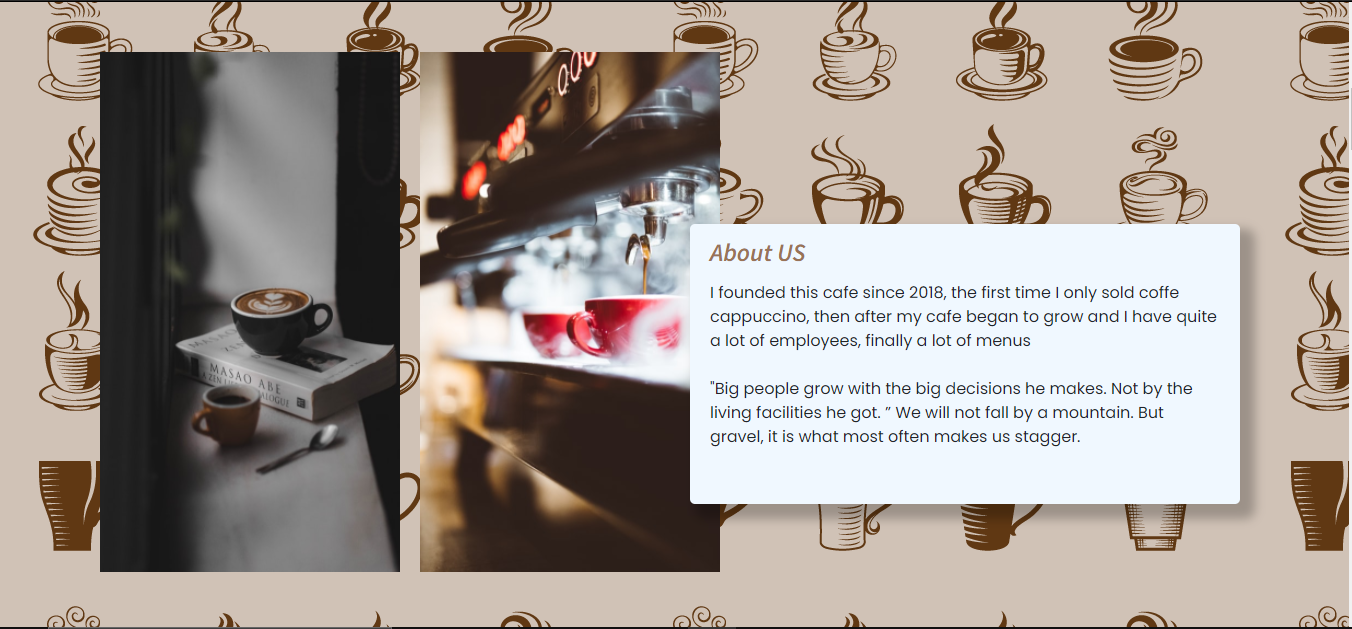 MASAO ABE
About US
I founded this cafe since 2018, the first time I only sold coffe
cappuccino, then after my cafe began to grow and I have quite
a lot of employees, finally a lot of menus
"Big people grow with the big decisions he makes. Not by the
living facilities he got. ” We will not fall by a mountain. But
gravel, it is what most often makes us stagger.